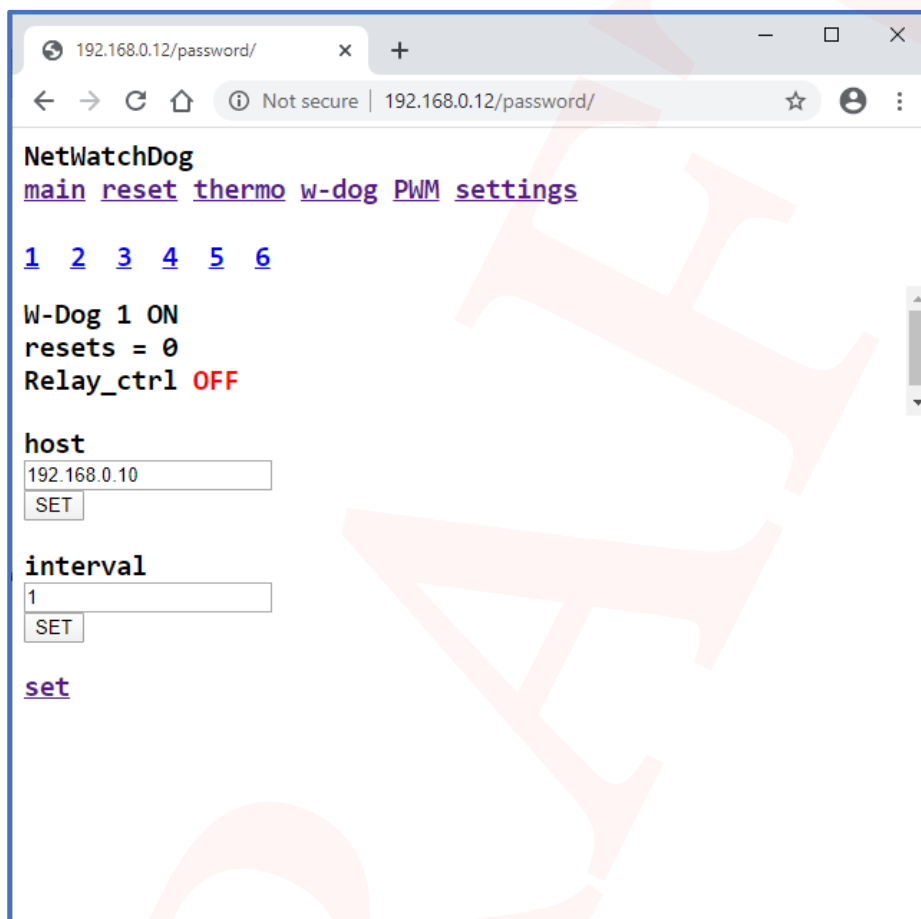 192.168.0.12/password/
Not secure | 192.168.0.12/password/
NetWatchDog
main reset thermo w-dog PWM settings
1 2 3 4 5 6
W-Dog 1 ON
resets = 0
Relay_ctrl OFF
host
192.168.0.10
SET
interval
1
SET
set